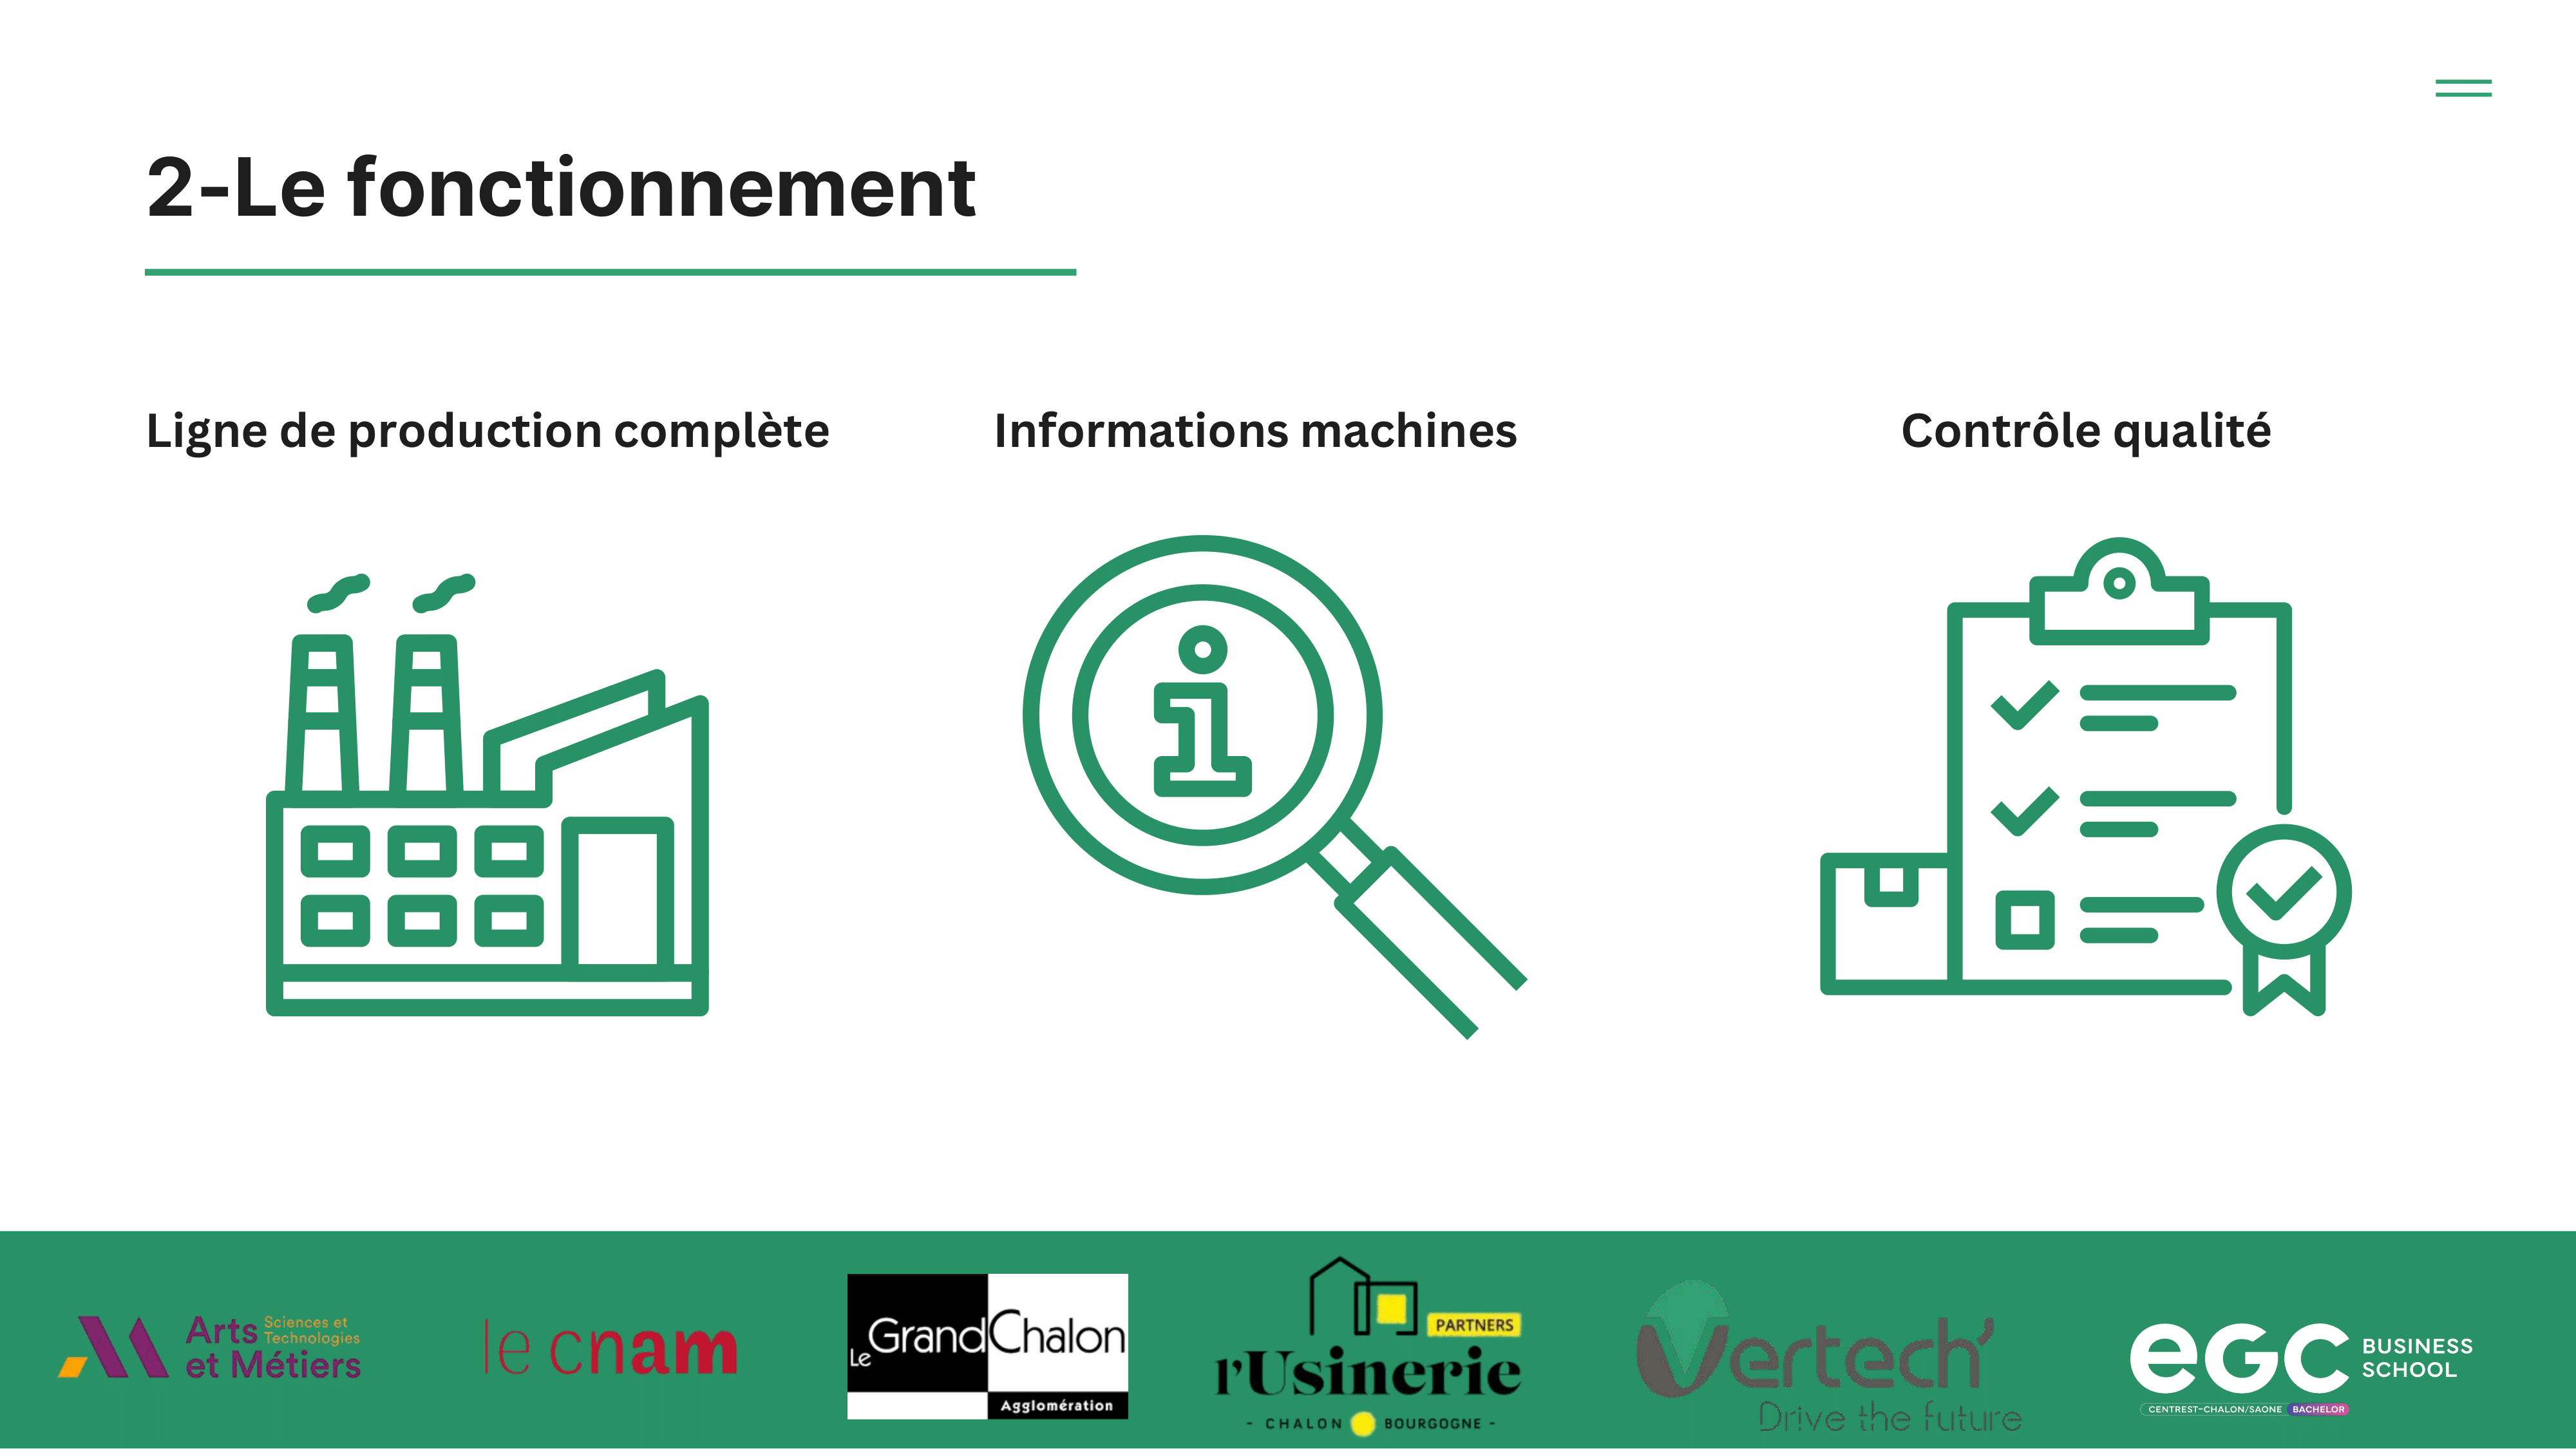 2-Le fonctionnement
Ligne de production complète
Informations machines
Contrôle qualité
i
Arts Sciences et Technologies
et Métiers
le cnam
Le Grand Chalon
Agglomération
PARTNERS
l'Usinerie
- CHALON BOURGOGNE -
Vertech'
Drive the future
eGC BUSINESS SCHOOL
CENTREST-CHALON/SAONE BACHELOR